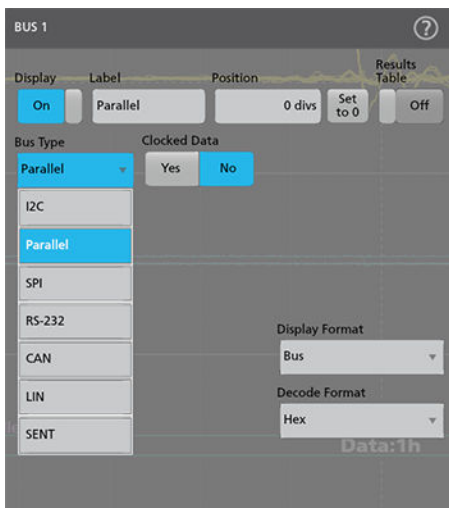 BUS 1
?
Display Label Position Results Table
On Parallel 0 divs Set to 0 Off
Bus Type Clocked Data
Parallel Yes No
I2C
Parallel
SPI
RS-232
Display Format
CAN Bus
Decode Format
LIN
Hex
SENT
Data:1h